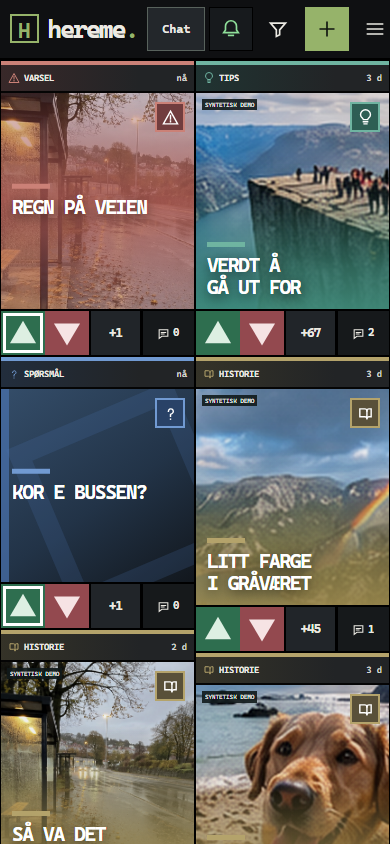 H hereme. Chat
VARSEL nå
REGN PÅ VEIEN
+1 0
TIPS 3 d
SYNTETISK DEMO
VERDT Å
GÅ UT FOR
+67 2
? SPØRSMÅL nå
?
KOR E BUSSEN?
+1 0
HISTORIE 3 d
SYNTETISK DEMO
LITT FARGE
I GRÅVÆRET
+45 1
HISTORIE 2 d
SYNTETISK DEMO
SÅ VA DET
HISTORIE 3 d
SYNTETISK DEMO